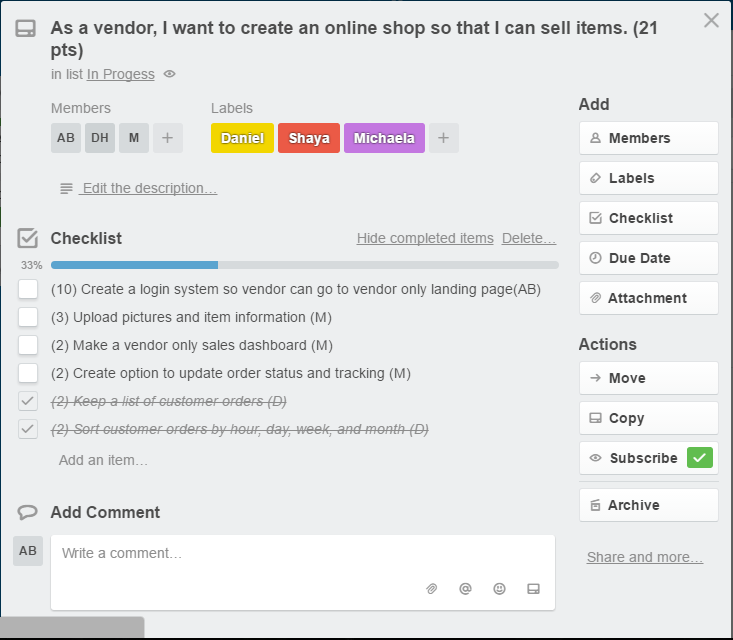 As a vendor, I want to create an online shop so that I can sell items. (21
pts)
in list In Progess
Members
Labels
AB DH M +
Daniel Shaya Michaela +
Edit the description…
Checklist
Hide completed items Delete…
33%
(10) Create a login system so vendor can go to vendor only landing page(AB)
(3) Upload pictures and item information (M)
(2) Make a vendor only sales dashboard (M)
(2) Create option to update order status and tracking (M)
(2) Keep a list of customer orders (D)
(2) Sort customer orders by hour, day, week, and month (D)
Add an item…
Add Comment
AB
Write a comment…
Add
Members
Labels
Checklist
Due Date
Attachment
Actions
Move
Copy
Subscribe
Archive
Share and more…